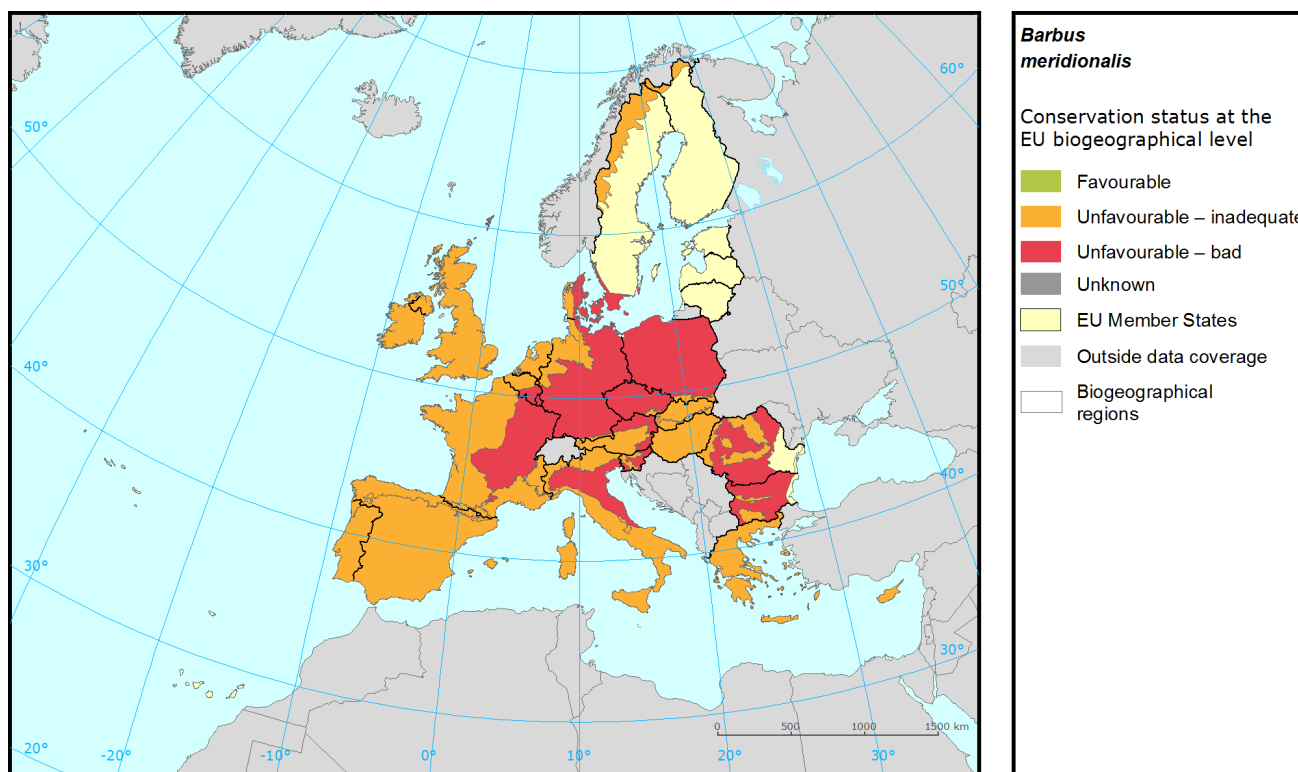 Barbus
meridionalis
Conservation status at the
EU biogeographical level
Favourable
Unfavourable – inadequate
Unfavourable – bad
Unknown
EU Member States
Outside data coverage
Biogeographical
regions
60°
50°
50°
40°
40°
30°
30°
20°
-20°
-10°
0°
10°
20°
30°
0 500 1000 1500 km